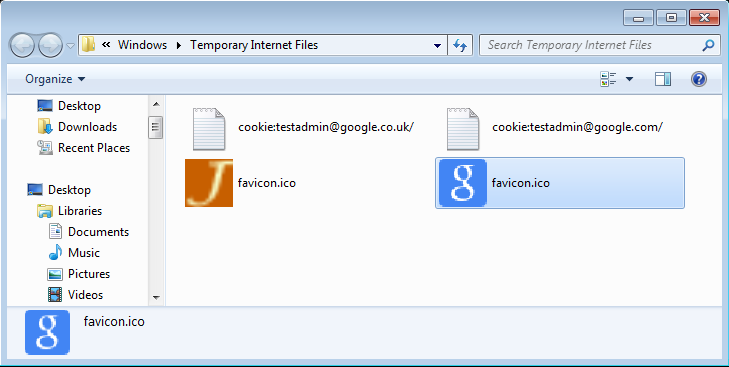 « Windows ▸ Temporary Internet Files
Search Temporary Internet Files
Organize
Desktop
Downloads
Recent Places
Desktop
Libraries
Documents
Music
Pictures
Videos
cookie:testadmin@google.co.uk/
cookie:testadmin@google.com/
J
favicon.ico
g
favicon.ico
g
favicon.ico